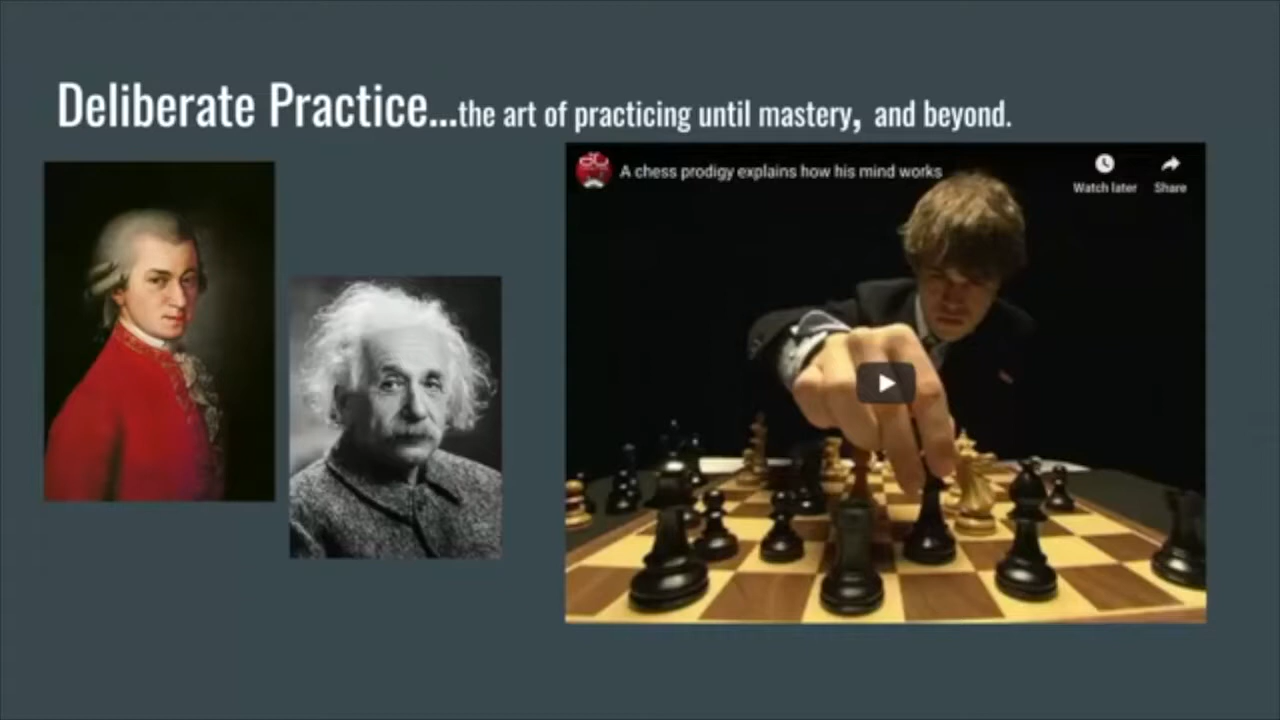 Deliberate Practice...the art of practicing until mastery, and beyond.
A chess prodigy explains how his mind works
Watch later
Share